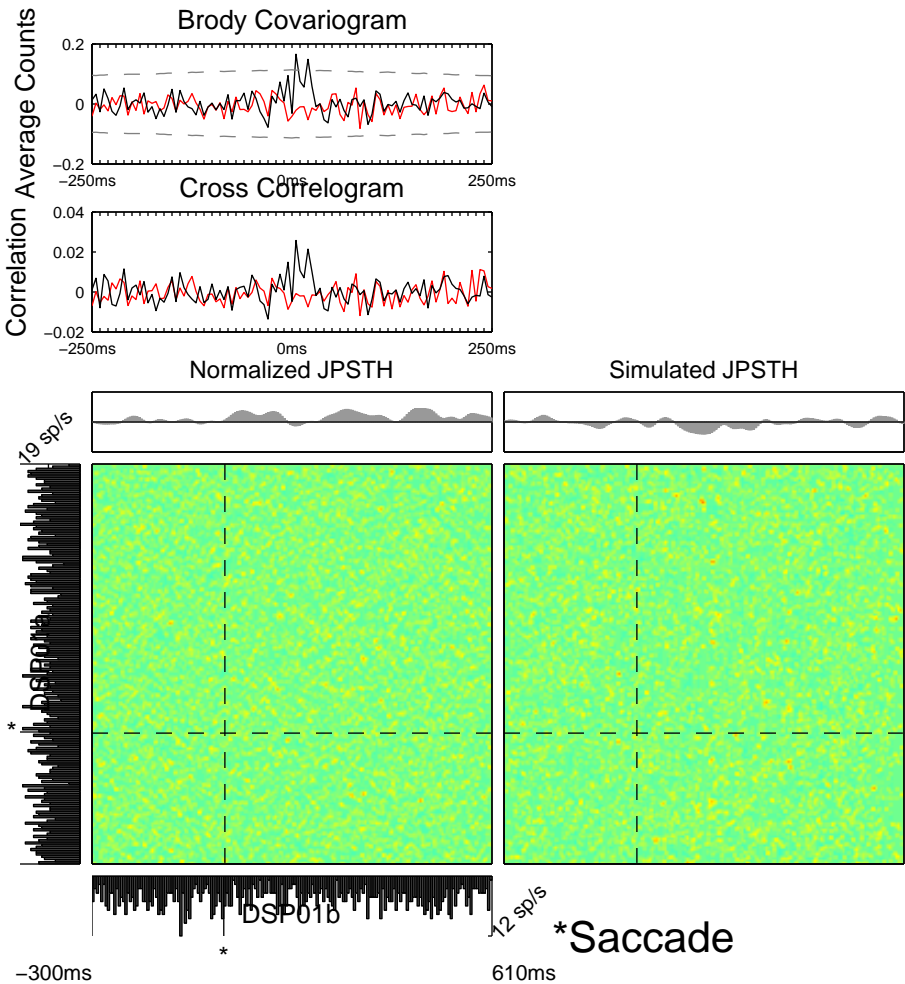 Brody Covariogram
Average Counts
0.2
0
−0.2
−250ms
0ms
250ms
Cross Correlogram
Correlation
0.04
0.02
0
−0.02
−250ms
0ms
250ms
Normalized JPSTH
Simulated JPSTH
19 sp/s
DSP01a
*
DSP01b
12 sp/s
*
*Saccade
−300ms
610ms